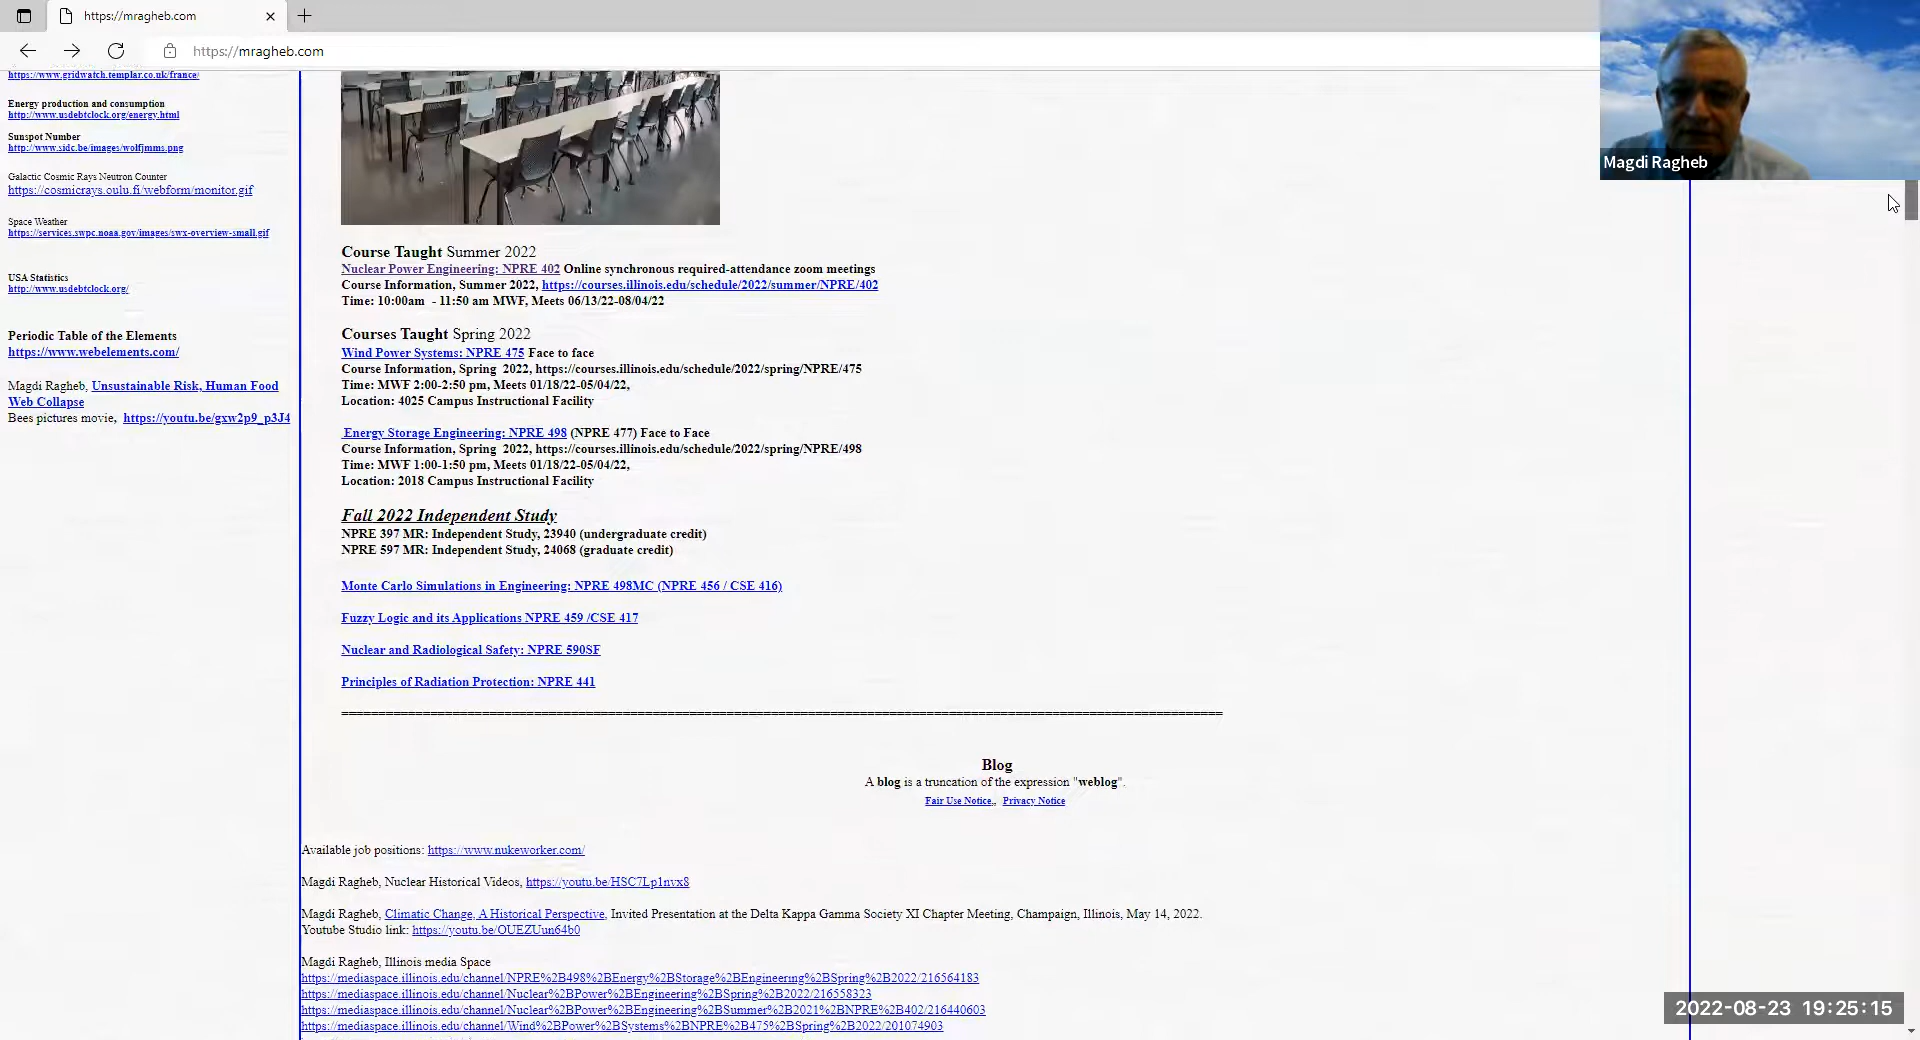 https://mragheb.com
https://mragheb.com
https://www.gridwatch.templar.co.uk/france/
Energy production and consumption
http://www.usdebtclock.org/energy.html
Sunspot Number
http://www.sidc.be/images/wolfjmms.png
Galactic Cosmic Rays Neutron Counter
https://cosmicrays.oulu.fi/webform/monitor.gif
Space Weather
https://services.swpc.noaa.gov/images/swx-overview-small.gif
USA Statistics
http://www.usdebtclock.org/
Periodic Table of the Elements
https://www.webelements.com/
Magdi Ragheb, Unsustainable Risk, Human Food
Web Collapse
Bees pictures movie, https://youtu.be/gxw2p9_p3J4
Course Taught Summer 2022
Nuclear Power Engineering: NPRE 402 Online synchronous required-attendance zoom meetings
Course Information, Summer 2022, https://courses.illinois.edu/schedule/2022/summer/NPRE/402
Time: 10:00am - 11:50 am MWF, Meets 06/13/22-08/04/22
Courses Taught Spring 2022
Wind Power Systems: NPRE 475 Face to face
Course Information, Spring 2022, https://courses.illinois.edu/schedule/2022/spring/NPRE/475
Time: MWF 2:00-2:50 pm, Meets 01/18/22-05/04/22,
Location: 4025 Campus Instructional Facility
Energy Storage Engineering: NPRE 498 (NPRE 477) Face to Face
Course Information, Spring 2022, https://courses.illinois.edu/schedule/2022/spring/NPRE/498
Time: MWF 1:00-1:50 pm, Meets 01/18/22-05/04/22,
Location: 2018 Campus Instructional Facility
Fall 2022 Independent Study
NPRE 397 MR: Independent Study, 23940 (undergraduate credit)
NPRE 597 MR: Independent Study, 24068 (graduate credit)
Monte Carlo Simulations in Engineering: NPRE 498MC (NPRE 456 / CSE 416)
Fuzzy Logic and its Applications NPRE 459 /CSE 417
Nuclear and Radiological Safety: NPRE 590SF
Principles of Radiation Protection: NPRE 441
Blog
A blog is a truncation of the expression "weblog".
Fair Use Notice,, Privacy Notice
Available job positions: https://www.nukeworker.com/
Magdi Ragheb, Nuclear Historical Videos, https://youtu.be/HSC7Lp1nvx8
Magdi Ragheb, Climatic Change, A Historical Perspective, Invited Presentation at the Delta Kappa Gamma Society XI Chapter Meeting, Champaign, Illinois, May 14, 2022.
Youtube Studio link: https://youtu.be/OUEZUun64b0
Magdi Ragheb, Illinois media Space
https://mediaspace.illinois.edu/channel/NPRE%2B498%2BEnergy%2BStorage%2BEngineering%2BSpring%2B2022/216564183
https://mediaspace.illinois.edu/channel/Nuclear%2BPower%2BEngineering%2BSpring%2B2022/216558323
https://mediaspace.illinois.edu/channel/Nuclear%2BPower%2BEngineering%2BSummer%2B2021%2BNPRE%2B402/216440603
https://mediaspace.illinois.edu/channel/Wind%2BPower%2BSystems%2BNPRE%2B475%2BSpring%2B2022/201074903
Magdi Ragheb
2022-08-23 19:25:15